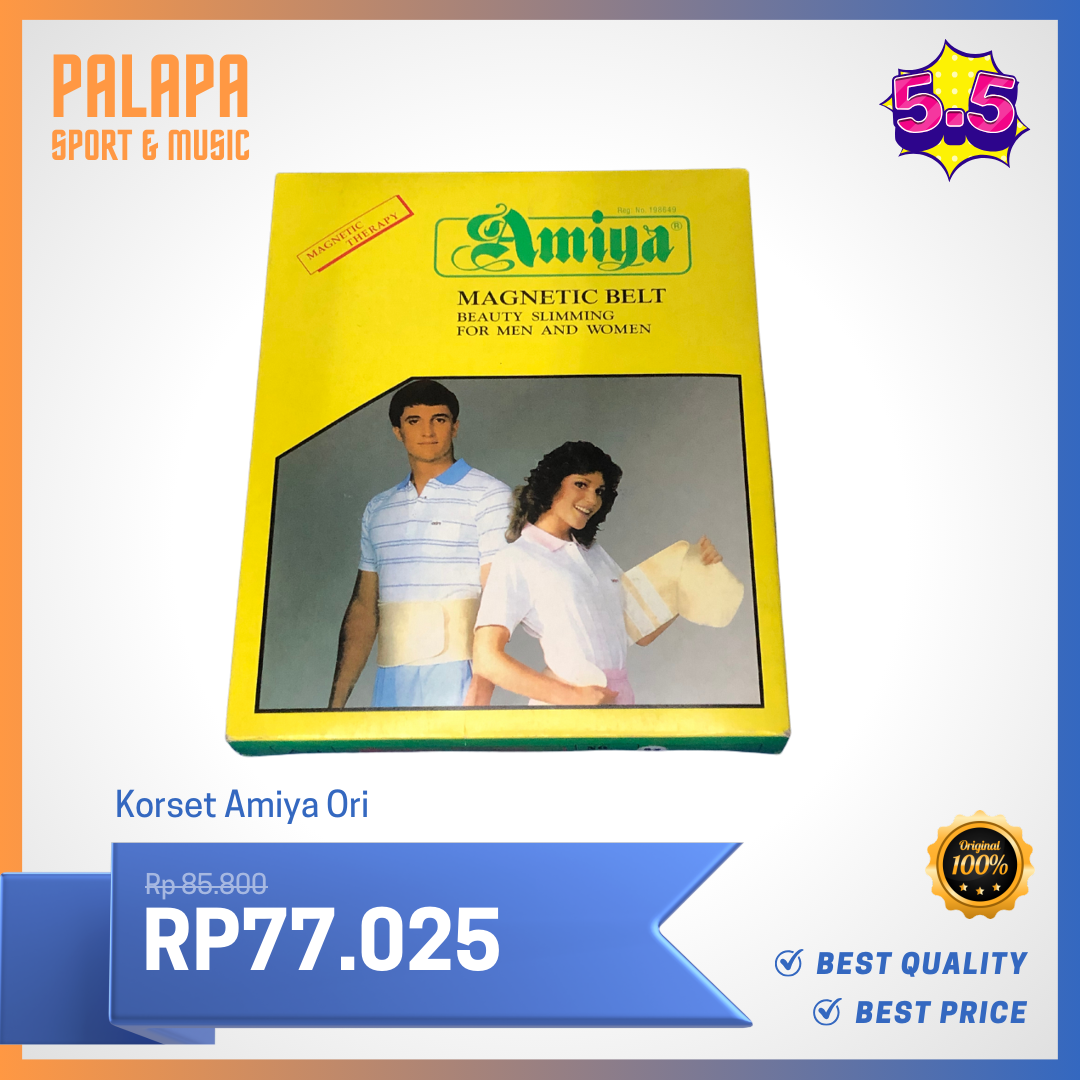 PALAPA
SPORT & MUSIC
5.5
MAGNETIC
THERAPY
Reg. No. 198649
Amiya®
MAGNETIC BELT
BEAUTY SLIMMING
FOR MEN AND WOMEN
Korset Amiya Ori
Rp 85.800
RP77.025
Original
100%
BEST QUALITY
BEST PRICE